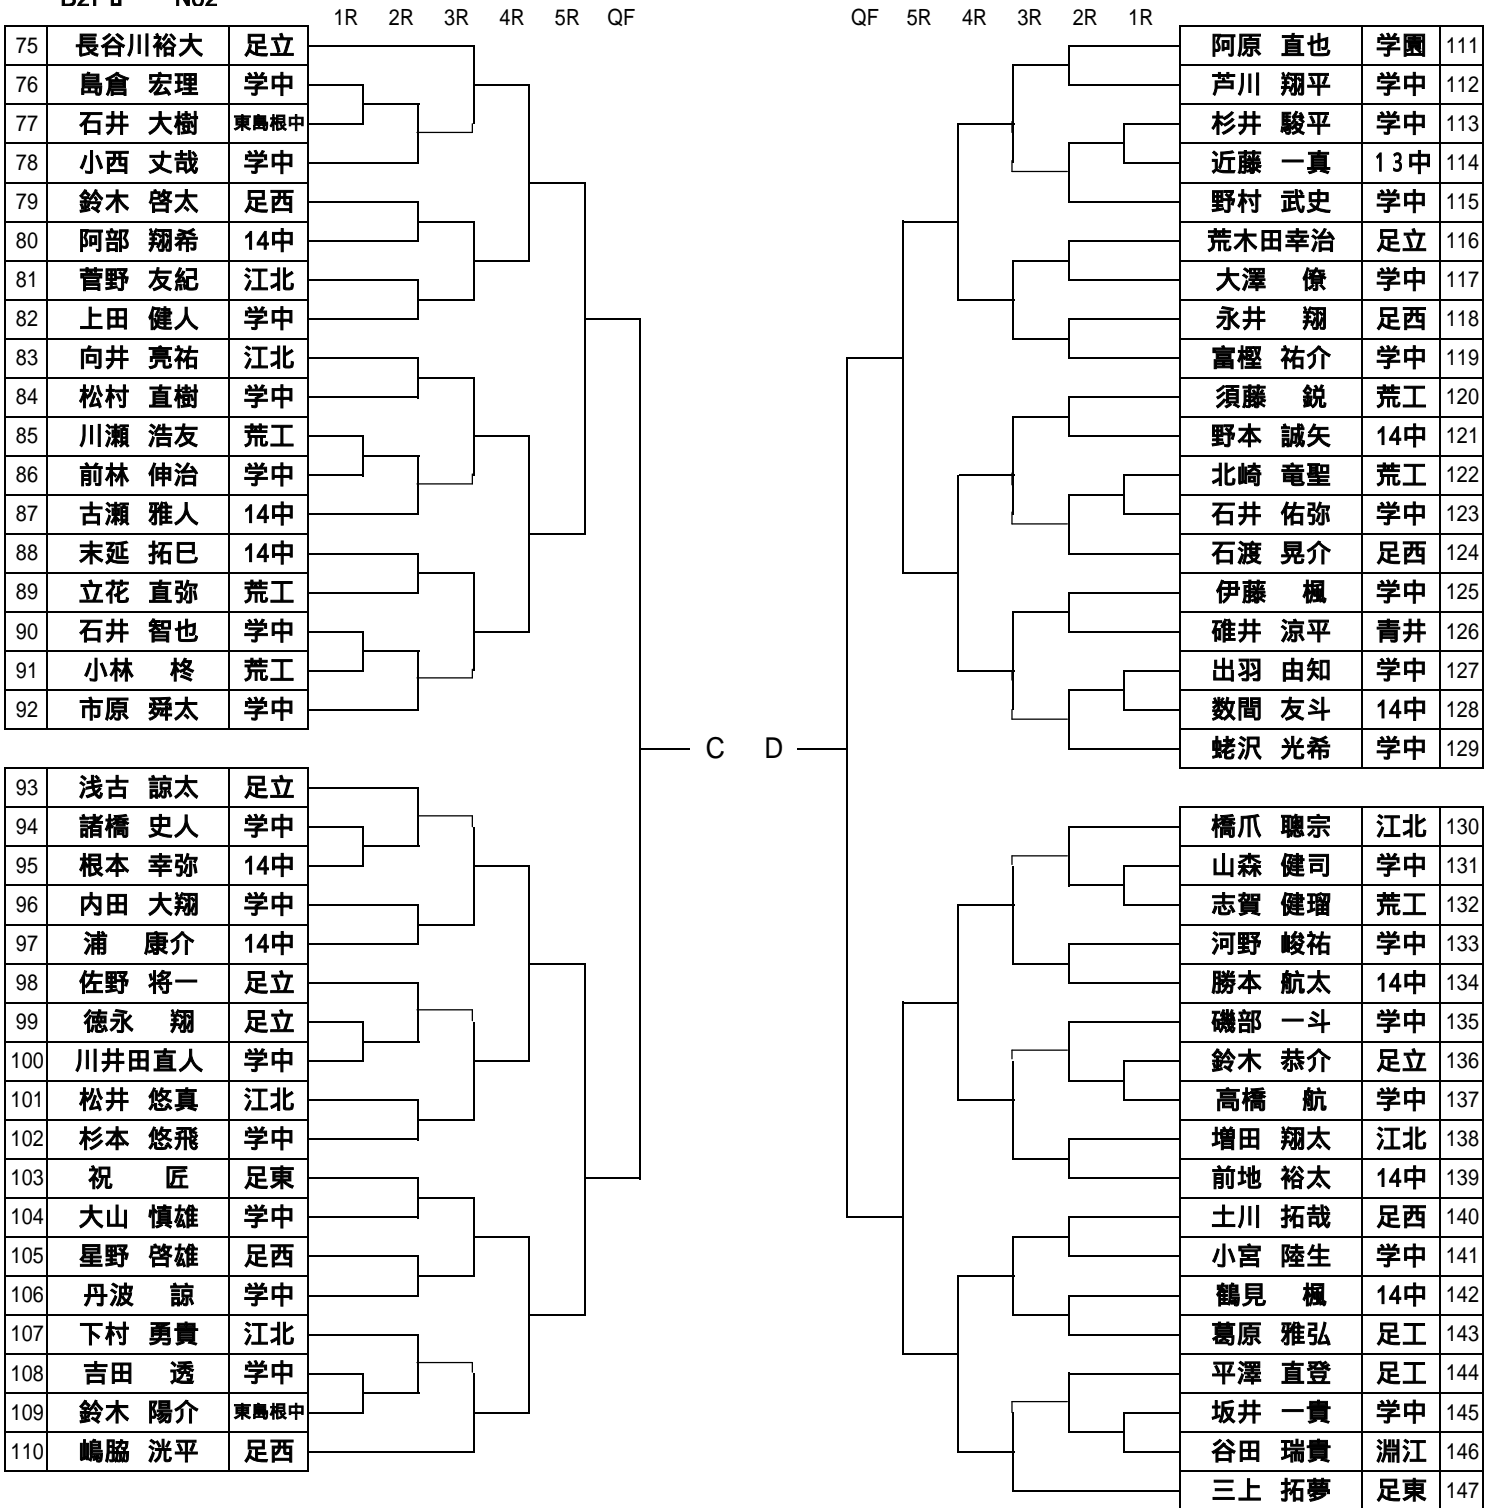 No2
1R 2R 3R 4R 5R QF
QF 5R 4R 3R 2R 1R
75 長谷川裕大 足立
76 島倉 宏理 学中
77 石井 大樹 東島根中
78 小西 丈哉 学中
79 鈴木 啓太 足西
80 阿部 翔希 14中
81 菅野 友紀 江北
82 上田 健人 学中
83 向井 亮祐 江北
84 松村 直樹 学中
85 川瀬 浩友 荒工
86 前林 伸治 学中
87 古瀬 雅人 14中
88 末延 拓巳 14中
89 立花 直弥 荒工
90 石井 智也 学中
91 小林 柊 荒工
92 市原 舜太 学中
93 浅古 諒太 足立
94 諸橋 史人 学中
95 根本 幸弥 14中
96 内田 大翔 学中
97 浦 康介 14中
98 佐野 将一 足立
99 徳永 翔 足立
100 川井田直人 学中
101 松井 悠真 江北
102 杉本 悠飛 学中
103 祝 匠 足東
104 大山 慎雄 学中
105 星野 啓雄 足西
106 丹波 諒 学中
107 下村 勇貴 江北
108 吉田 透 学中
109 鈴木 陽介 東島根中
110 嶋脇 洸平 足西
C D
阿原 直也 学園 111
芦川 翔平 学中 112
杉井 駿平 学中 113
近藤 一真 13中 114
野村 武史 学中 115
荒木田幸治 足立 116
大澤 僚 学中 117
永井 翔 足西 118
富樫 祐介 学中 119
須藤 鋭 荒工 120
野本 誠矢 14中 121
北崎 竜聖 荒工 122
石井 佑弥 学中 123
石渡 晃介 足西 124
伊藤 楓 学中 125
碓井 涼平 青井 126
出羽 由知 学中 127
数間 友斗 14中 128
蛯沢 光希 学中 129
橋爪 聰宗 江北 130
山森 健司 学中 131
志賀 健瑠 荒工 132
河野 峻祐 学中 133
勝本 航太 14中 134
磯部 一斗 学中 135
鈴木 恭介 足立 136
高橋 航 学中 137
増田 翔太 江北 138
前地 裕太 14中 139
土川 拓哉 足西 140
小宮 陸生 学中 141
鶴見 楓 14中 142
葛原 雅弘 足工 143
平澤 直登 足工 144
坂井 一貴 学中 145
谷田 瑞貴 淵江 146
三上 拓夢 足東 147